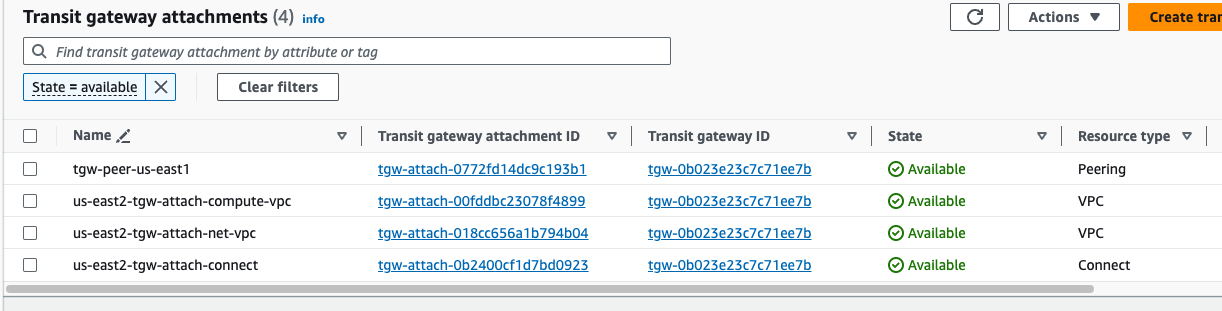 Transit gateway attachments (4) info
Actions
Create tran
Find transit gateway attachment by attribute or tag
State = available
Clear filters
Name Transit gateway attachment ID Transit gateway ID State Resource type
tgw-peer-us-east1 tgw-attach-0772fd14dc9c193b1 tgw-0b023e23c7c71ee7b Available Peering
us-east2-tgw-attach-compute-vpc tgw-attach-00fddbc23078f4899 tgw-0b023e23c7c71ee7b Available VPC
us-east2-tgw-attach-net-vpc tgw-attach-018cc656a1b794b04 tgw-0b023e23c7c71ee7b Available VPC
us-east2-tgw-attach-connect tgw-attach-0b2400cf1d7bd0923 tgw-0b023e23c7c71ee7b Available Connect